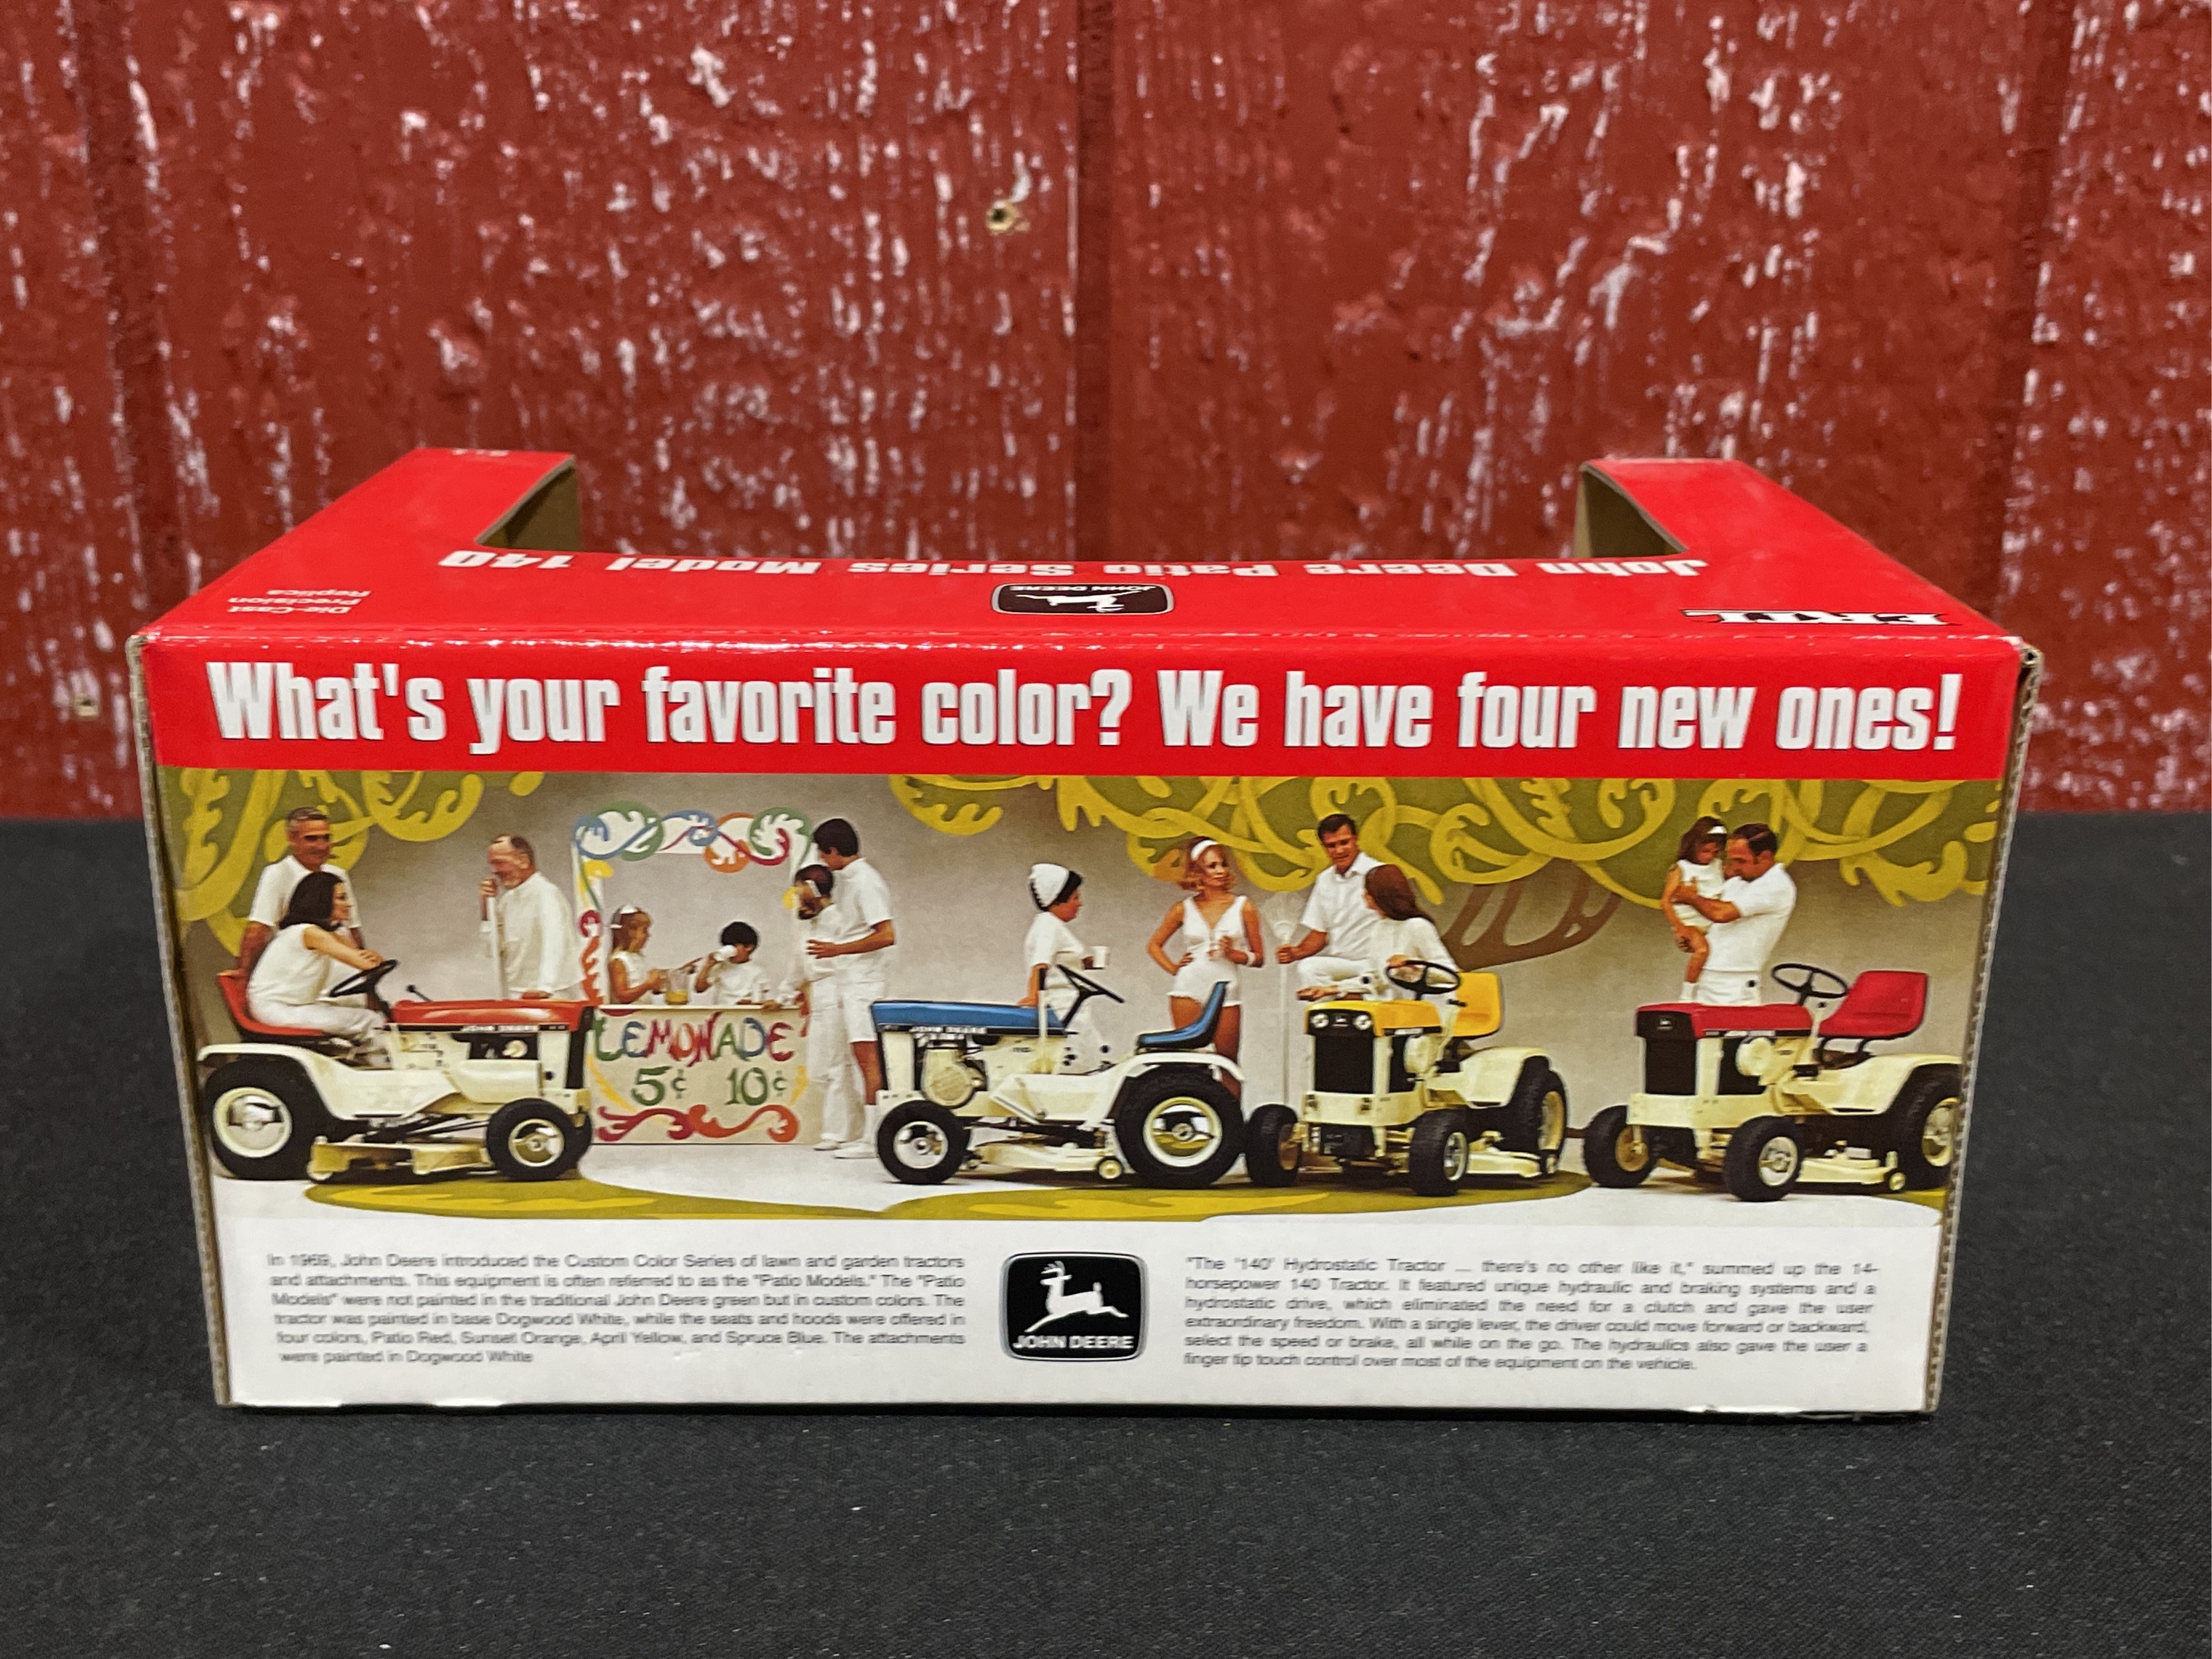 John Deere Patio Series Model 140
Die-Cast
Precision
Replica
JOHN DEERE
ERTL
What's your favorite color? We have four new ones!
LEMONADE
5¢ 10¢
JOHN DEERE
JOHN DEERE
JOHN DEERE
In 1969, John Deere introduced the Custom Color Series of lawn and garden tractors
and attachments. This equipment is often referred to as the "Patio Models." The "Patio
Models" were not painted in the traditional John Deere green but in custom colors. The
tractor was painted in base Dogwood White, while the seats and hoods were offered in
four colors, Patio Red, Sunset Orange, April Yellow, and Spruce Blue. The attachments
were painted in Dogwood White
JOHN DEERE
"The '140' Hydrostatic Tractor ... there's no other like it," summed up the 14-
horsepower 140 Tractor. It featured unique hydraulic and braking systems and a
hydrostatic drive, which eliminated the need for a clutch and gave the user
extraordinary freedom. With a single lever, the driver could move forward or backward,
select the speed or brake, all while on the go. The hydraulics also gave the user a
finger tip touch control over most of the equipment on the vehicle.